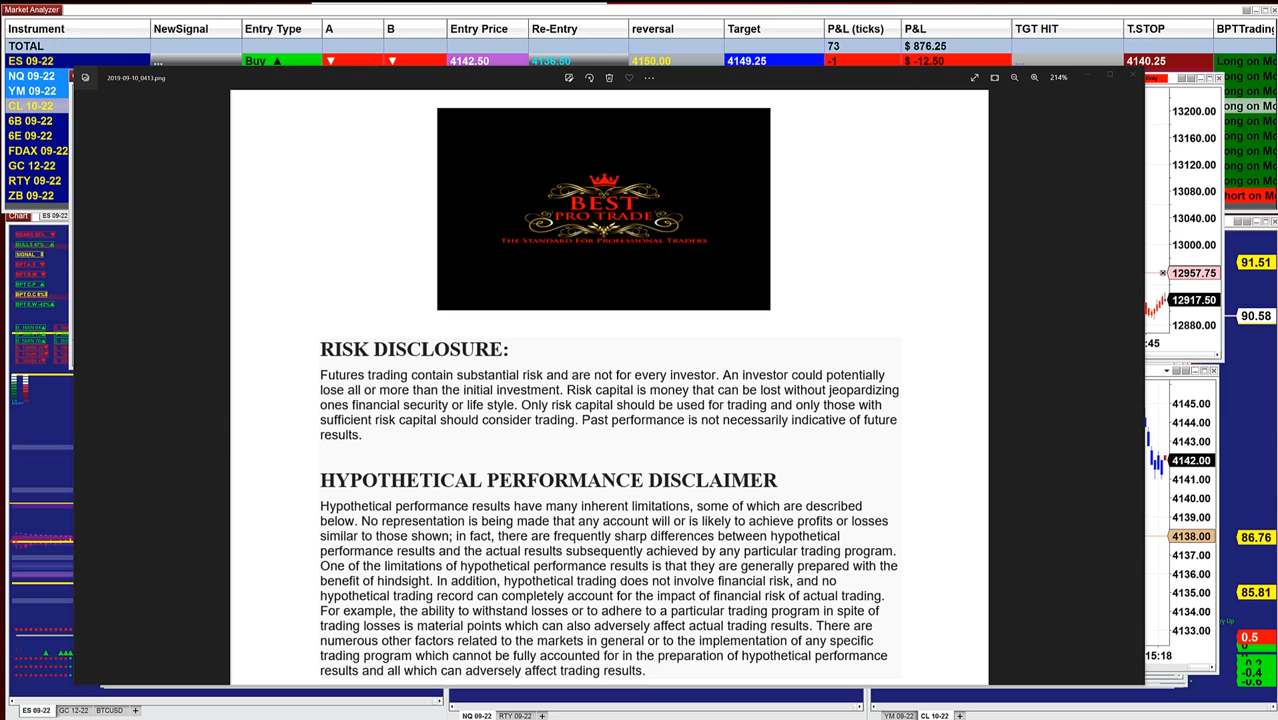 Market Analyzer
Instrument NewSignal Entry Type A B Entry Price Re-Entry reversal Target P&L (ticks) P&L TGT HIT T.STOP BPTTrading
TOTAL 73 $ 876.25
ES 09-22 ... Buy ▲ ▼ ▼ 4142.50 4136.50 4150.00 4149.25 -1 $ -12.50 4140.25 Long on Mo
NQ 09-22
YM 09-22
CL 10-22
6B 09-22
6E 09-22
FDAX 09-22
GC 12-22
RTY 09-22
ZB 09-22
Chart ES 09-22
2019-09-10_0413.png 214%
BEST
PRO TRADE
THE STANDARD FOR PROFESSIONAL TRADERS
RISK DISCLOSURE:
Futures trading contain substantial risk and are not for every investor. An investor could potentially
lose all or more than the initial investment. Risk capital is money that can be lost without jeopardizing
ones financial security or life style. Only risk capital should be used for trading and only those with
sufficient risk capital should consider trading. Past performance is not necessarily indicative of future
results.
HYPOTHETICAL PERFORMANCE DISCLAIMER
Hypothetical performance results have many inherent limitations, some of which are described
below. No representation is being made that any account will or is likely to achieve profits or losses
similar to those shown; in fact, there are frequently sharp differences between hypothetical
performance results and the actual results subsequently achieved by any particular trading program.
One of the limitations of hypothetical performance results is that they are generally prepared with the
benefit of hindsight. In addition, hypothetical trading does not involve financial risk, and no
hypothetical trading record can completely account for the impact of financial risk of actual trading.
For example, the ability to withstand losses or to adhere to a particular trading program in spite of
trading losses is material points which can also adversely affect actual trading results. There are
numerous other factors related to the markets in general or to the implementation of any specific
trading program which cannot be fully accounted for in the preparation of hypothetical performance
results and all which can adversely affect trading results.
13200.00
13160.00
13120.00
13080.00
13040.00
13000.00
12957.75
12917.50
12880.00
:45
4145.00
4144.00
4143.00
4142.00
4141.00
4140.00
4139.00
4138.00
4137.00
4136.00
4135.00
4134.00
4133.00
15:18
91.51
90.58
86.76
85.81
0.5
-0.4
ES 09-22 GC 12-22 BTCUSD +
NQ 09-22 RTY 09-22 +
YM 09-22 CL 10-22 +